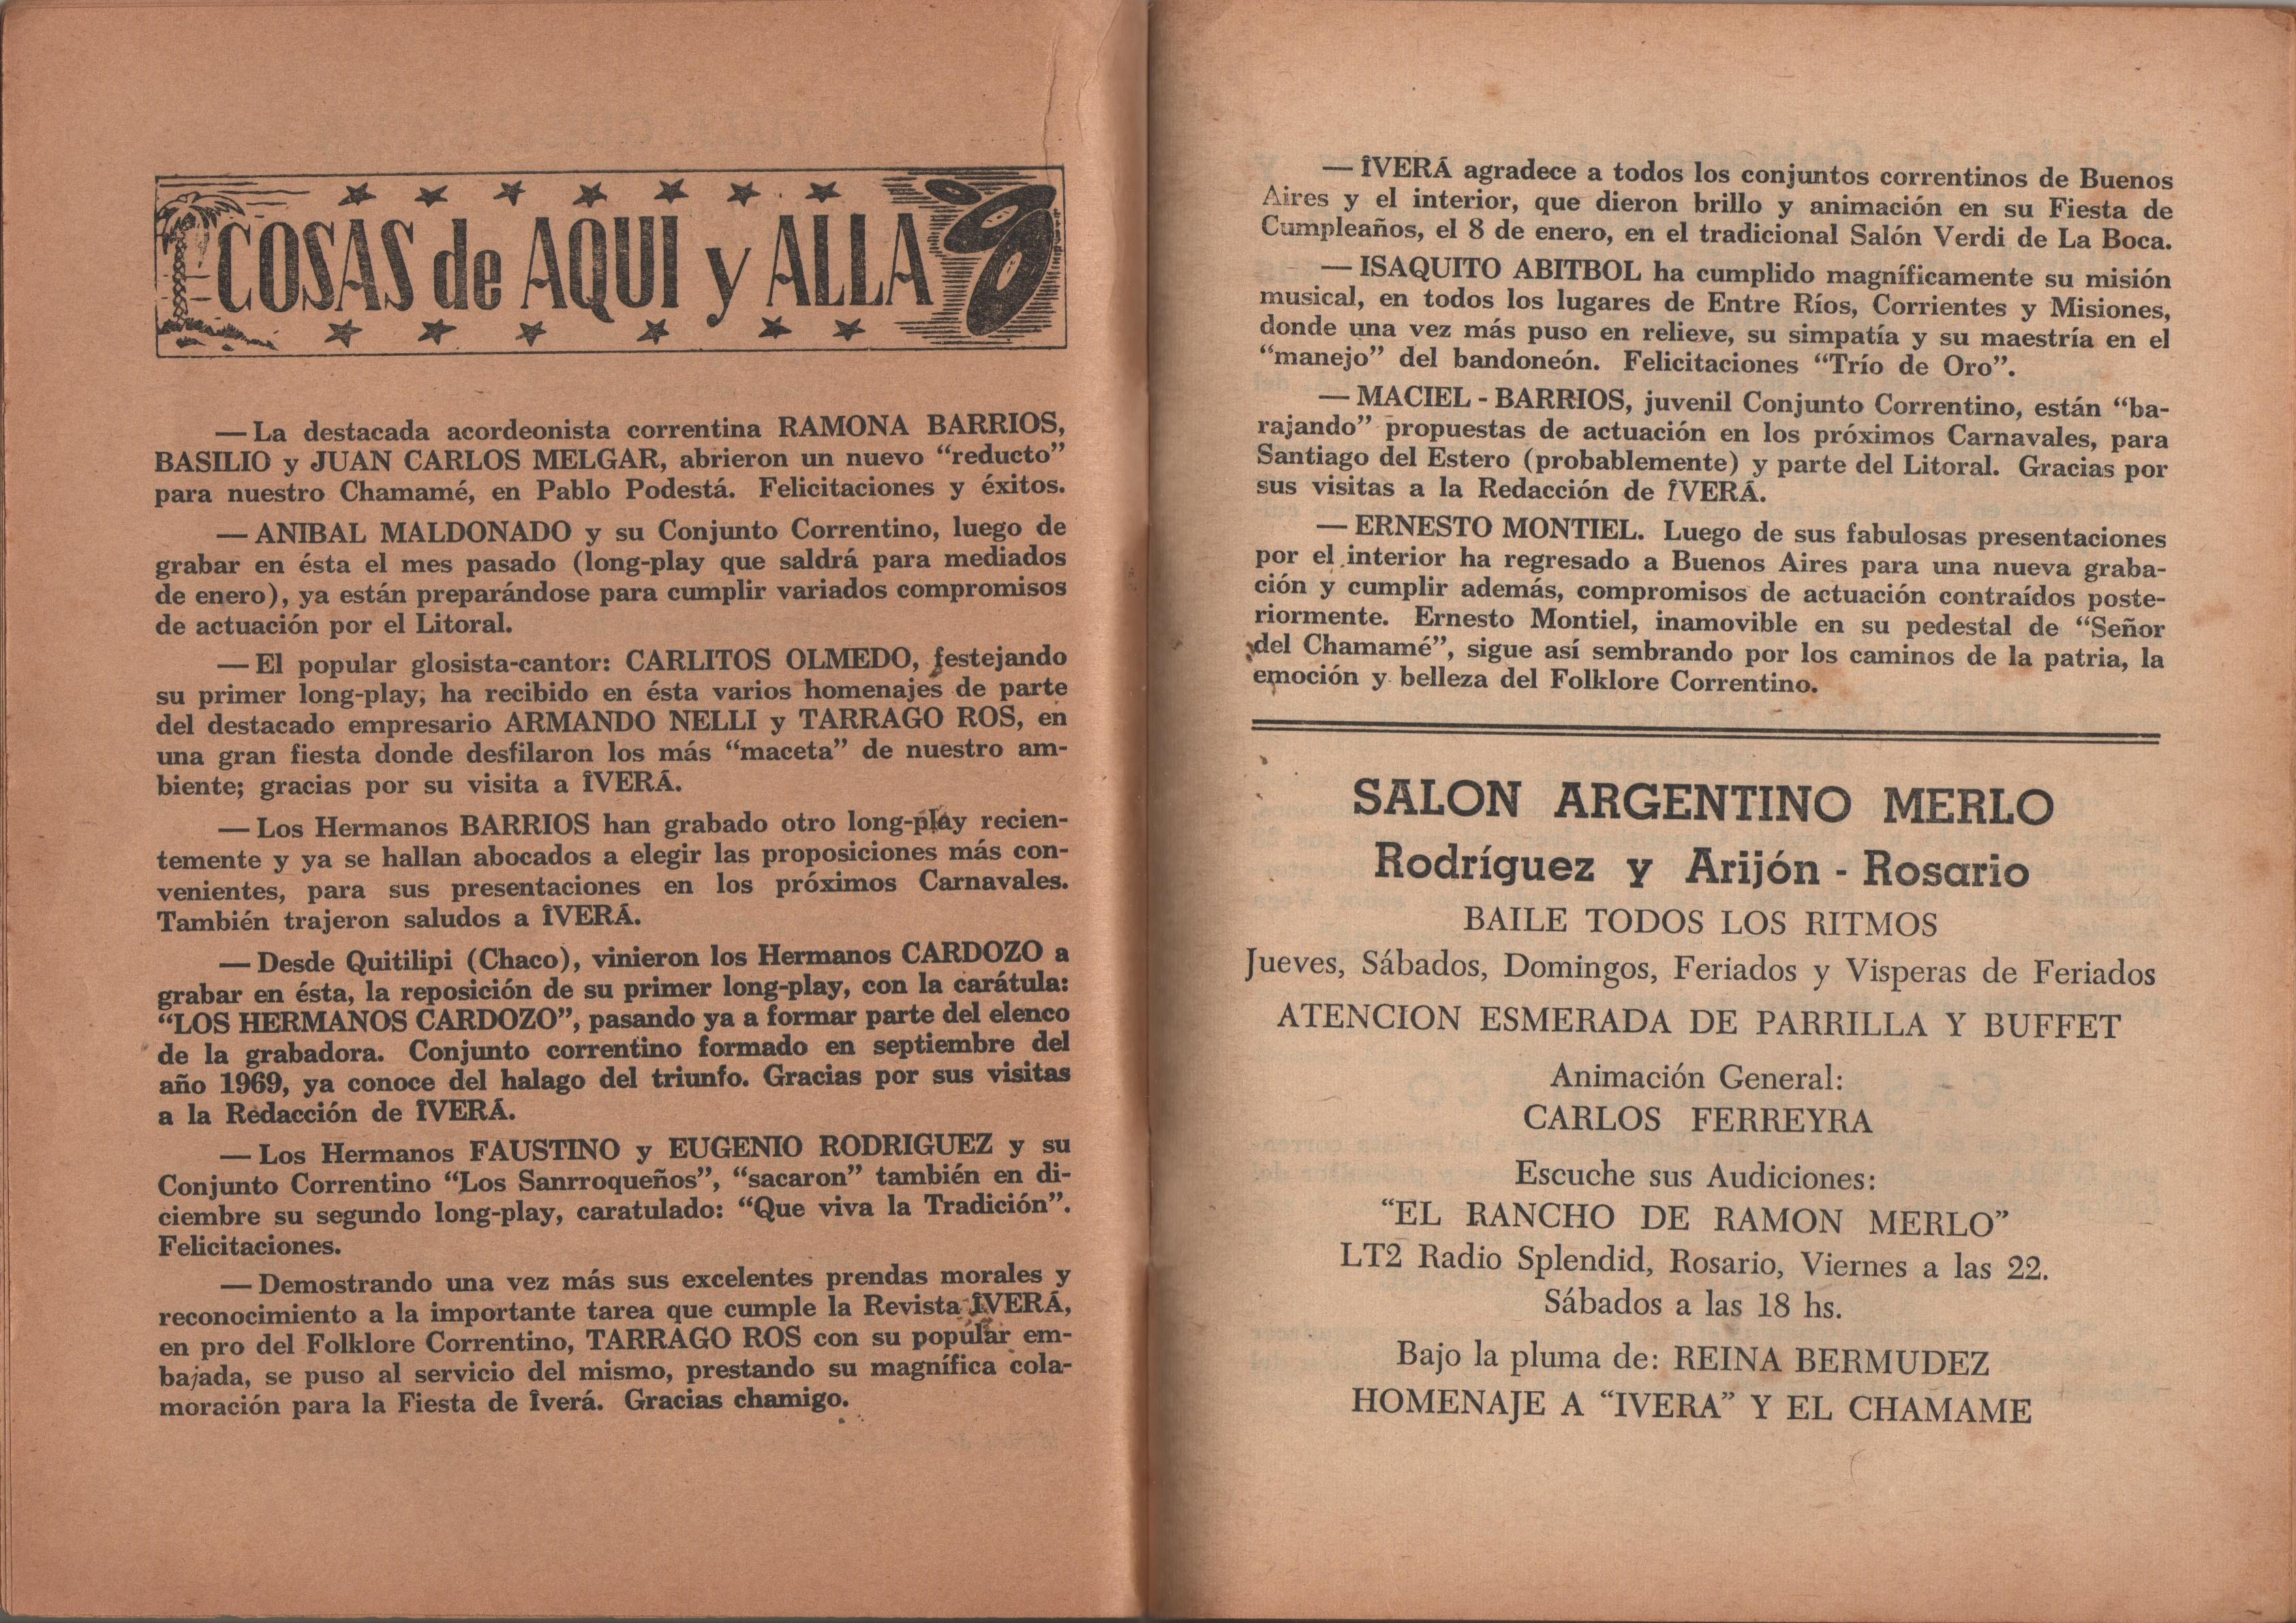 COSAS de AQUI y ALLA
— La destacada acordeonista correntina RAMONA BARRIOS,
BASILIO y JUAN CARLOS MELGAR, abrieron un nuevo “reducto”
para nuestro Chamamé, en Pablo Podestá. Felicitaciones y éxitos.
— ANIBAL MALDONADO y su Conjunto Correntino, luego de
grabar en ésta el mes pasado (long-play que saldrá para mediados
de enero), ya están preparándose para cumplir variados compromisos
de actuación por el Litoral.
— El popular glosista-cantor: CARLITOS OLMEDO, festejando
su primer long-play, ha recibido en ésta varios homenajes de parte
del destacado empresario ARMANDO NELLI y TARRAGO ROS, en
una gran fiesta donde desfilaron los más “maceta” de nuestro am-
biente; gracias por su visita a ÎVERÁ.
— Los Hermanos BARRIOS han grabado otro long-play recien-
temente y ya se hallan abocados a elegir las proposiciones más con-
venientes, para sus presentaciones en los próximos Carnavales.
También trajeron saludos a ÎVERÁ.
— Desde Quitilipi (Chaco), vinieron los Hermanos CARDOZO a
grabar en ésta, la reposición de su primer long-play, con la carátula:
“LOS HERMANOS CARDOZO”, pasando ya a formar parte del elenco
de la grabadora. Conjunto correntino formado en septiembre del
año 1969, ya conoce del halago del triunfo. Gracias por sus visitas
a la Redacción de ÎVERÁ.
— Los Hermanos FAUSTINO y EUGENIO RODRIGUEZ y su
Conjunto Correntino “Los Sanrroqueños”, “sacaron” también en di-
ciembre su segundo long-play, caratulado: “Que viva la Tradición”.
Felicitaciones.
— Demostrando una vez más sus excelentes prendas morales y
reconocimiento a la importante tarea que cumple la Revista ÎVERÁ,
en pro del Folklore Correntino, TARRAGO ROS con su popular em-
bajada, se puso al servicio del mismo, prestando su magnífica cola-
moración para la Fiesta de Îverá. Gracias chamigo.
— ÎVERÁ agradece a todos los conjuntos correntinos de Buenos
Aires y el interior, que dieron brillo y animación en su Fiesta de
Cumpleaños, el 8 de enero, en el tradicional Salón Verdi de La Boca.
— ISAQUITO ABITBOL ha cumplido magníficamente su misión
musical, en todos los lugares de Entre Ríos, Corrientes y Misiones,
donde una vez más puso en relieve, su simpatía y su maestría en el
“manejo” del bandoneón. Felicitaciones “Trío de Oro”.
— MACIEL - BARRIOS, juvenil Conjunto Correntino, están “ba-
rajando” propuestas de actuación en los próximos Carnavales, para
Santiago del Estero (probablemente) y parte del Litoral. Gracias por
sus visitas a la Redacción de ÎVERÁ.
— ERNESTO MONTIEL. Luego de sus fabulosas presentaciones
por el interior ha regresado a Buenos Aires para una nueva graba-
ción y cumplir además, compromisos de actuación contraídos poste-
riormente. Ernesto Montiel, inamovible en su pedestal de “Señor
del Chamamé”, sigue así sembrando por los caminos de la patria, la
emoción y belleza del Folklore Correntino.
SALON ARGENTINO MERLO
Rodríguez y Arijón - Rosario
BAILE TODOS LOS RITMOS
Jueves, Sábados, Domingos, Feriados y Visperas de Feriados
ATENCION ESMERADA DE PARRILLA Y BUFFET
Animación General:
CARLOS FERREYRA
Escuche sus Audiciones:
“EL RANCHO DE RAMON MERLO”
LT2 Radio Splendid, Rosario, Viernes a las 22.
Sábados a las 18 hs.
Bajo la pluma de: REINA BERMUDEZ
HOMENAJE A “IVERA” Y EL CHAMAME